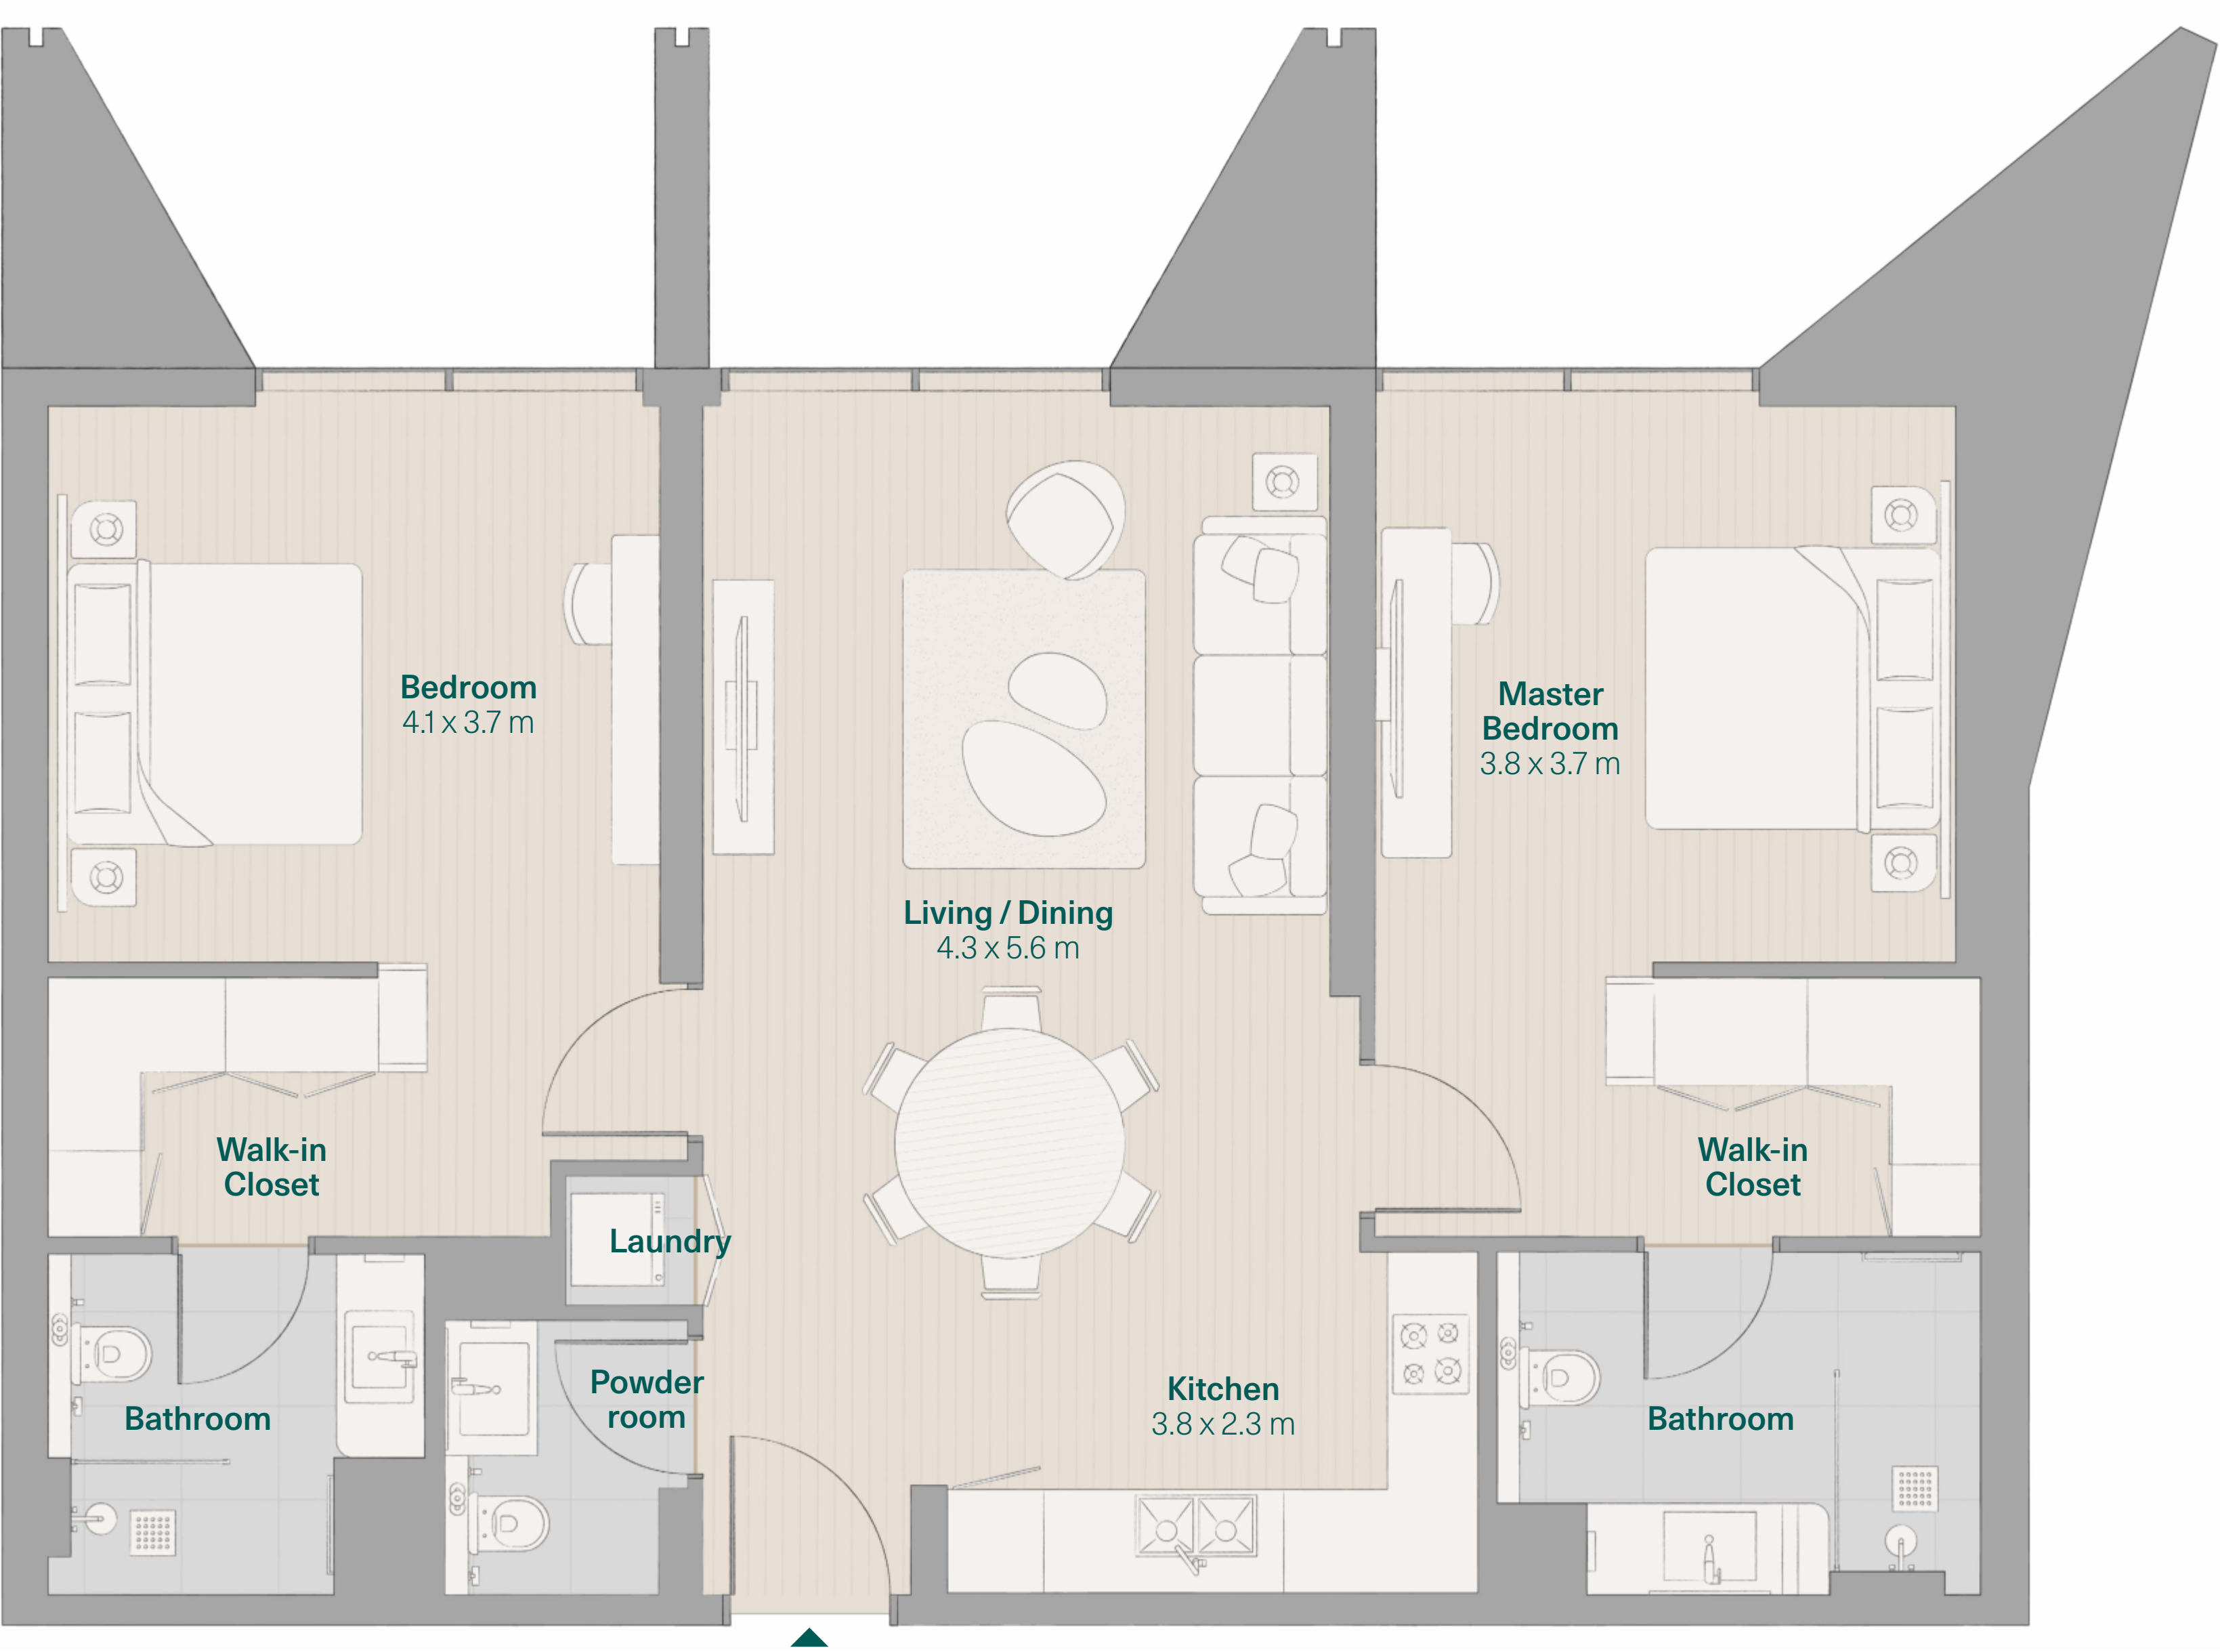 Bedroom
4.1 x 3.7 m
Master
Bedroom
3.8 x 3.7 m
Living / Dining
4.3 x 5.6 m
Walk-in
Closet
Walk-in
Closet
Laundry
Powder
room
Kitchen
3.8 x 2.3 m
Bathroom
Bathroom